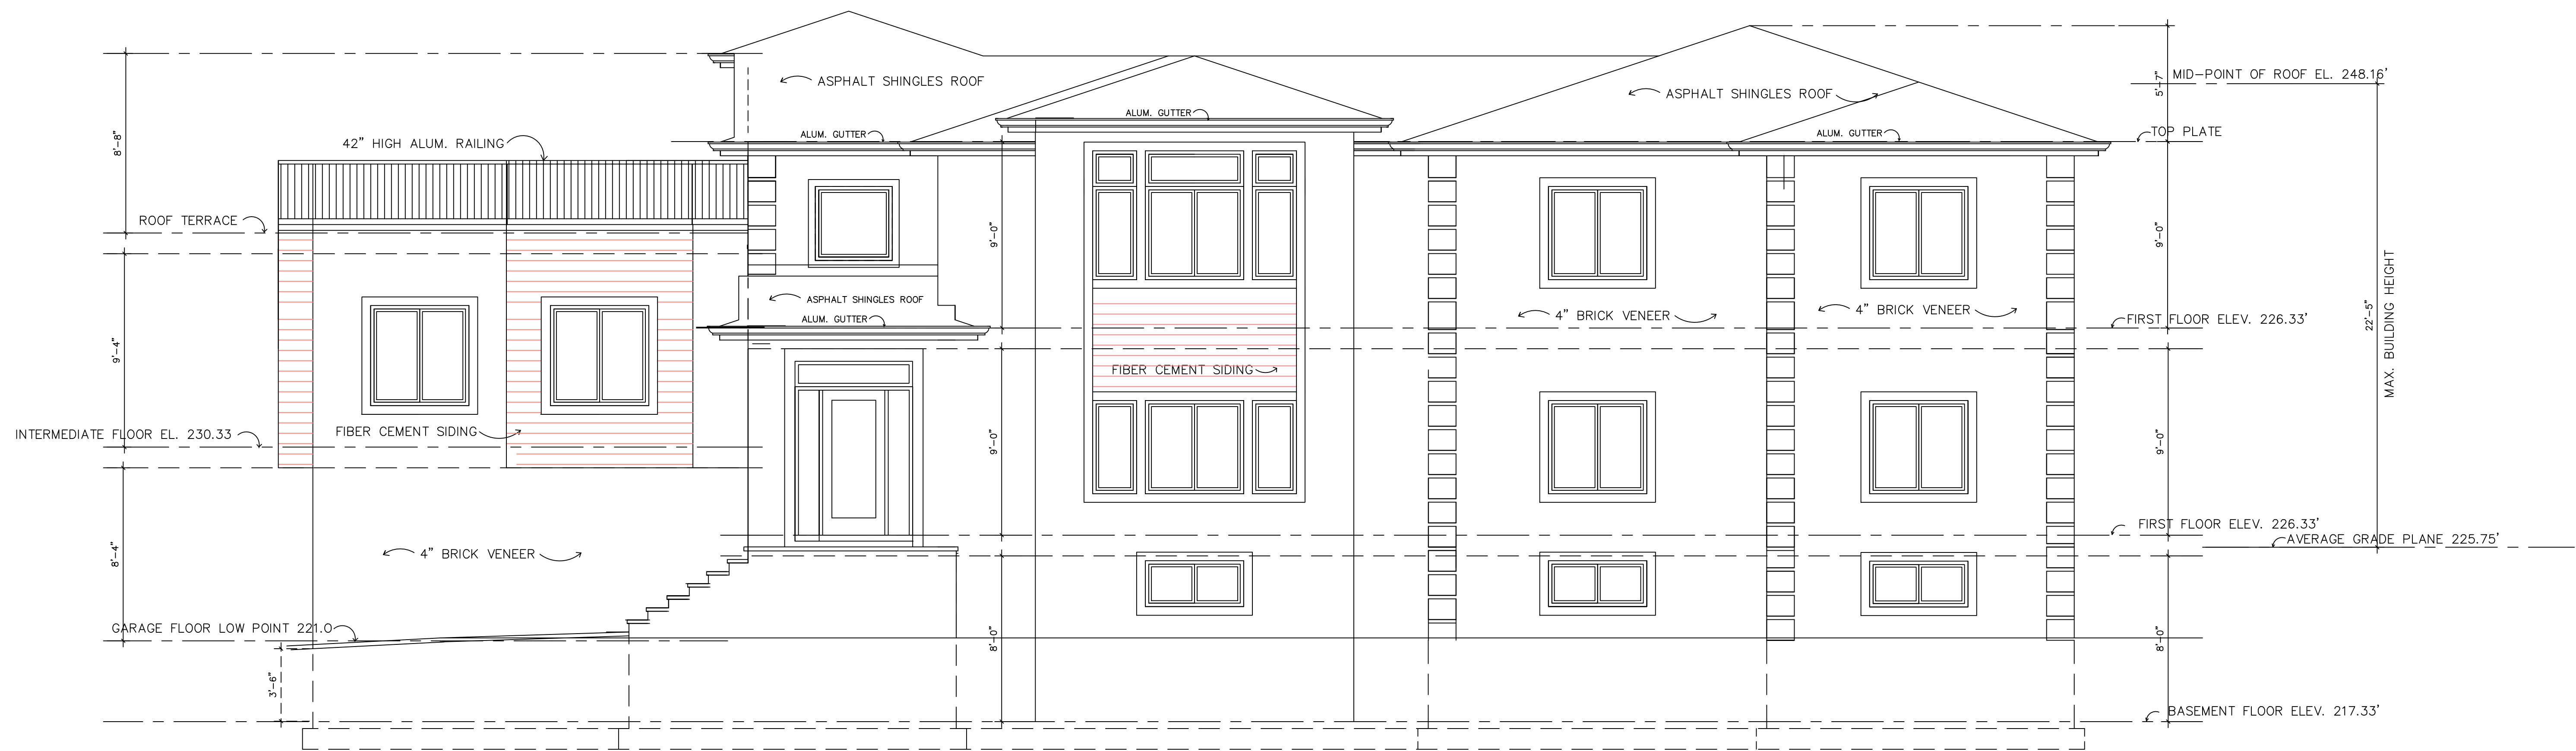 MID-POINT OF ROOF EL. 248.16'
5'-7"
ASPHALT SHINGLES ROOF
ASPHALT SHINGLES ROOF
ALUM. GUTTER
ALUM. GUTTER
ALUM. GUTTER
TOP PLATE
42" HIGH ALUM. RAILING
8'-8"
ROOF TERRACE
9'-0"
9'-0"
ASPHALT SHINGLES ROOF
ALUM. GUTTER
4" BRICK VENEER
4" BRICK VENEER
FIRST FLOOR ELEV. 226.33'
22'-5"
MAX. BUILDING HEIGHT
9'-4"
FIBER CEMENT SIDING
INTERMEDIATE FLOOR EL. 230.33
FIBER CEMENT SIDING
9'-0"
9'-0"
FIRST FLOOR ELEV. 226.33'
AVERAGE GRADE PLANE 225.75'
8'-4"
4" BRICK VENEER
GARAGE FLOOR LOW POINT 221.0
8'-0"
8'-0"
3'-6"
BASEMENT FLOOR ELEV. 217.33'